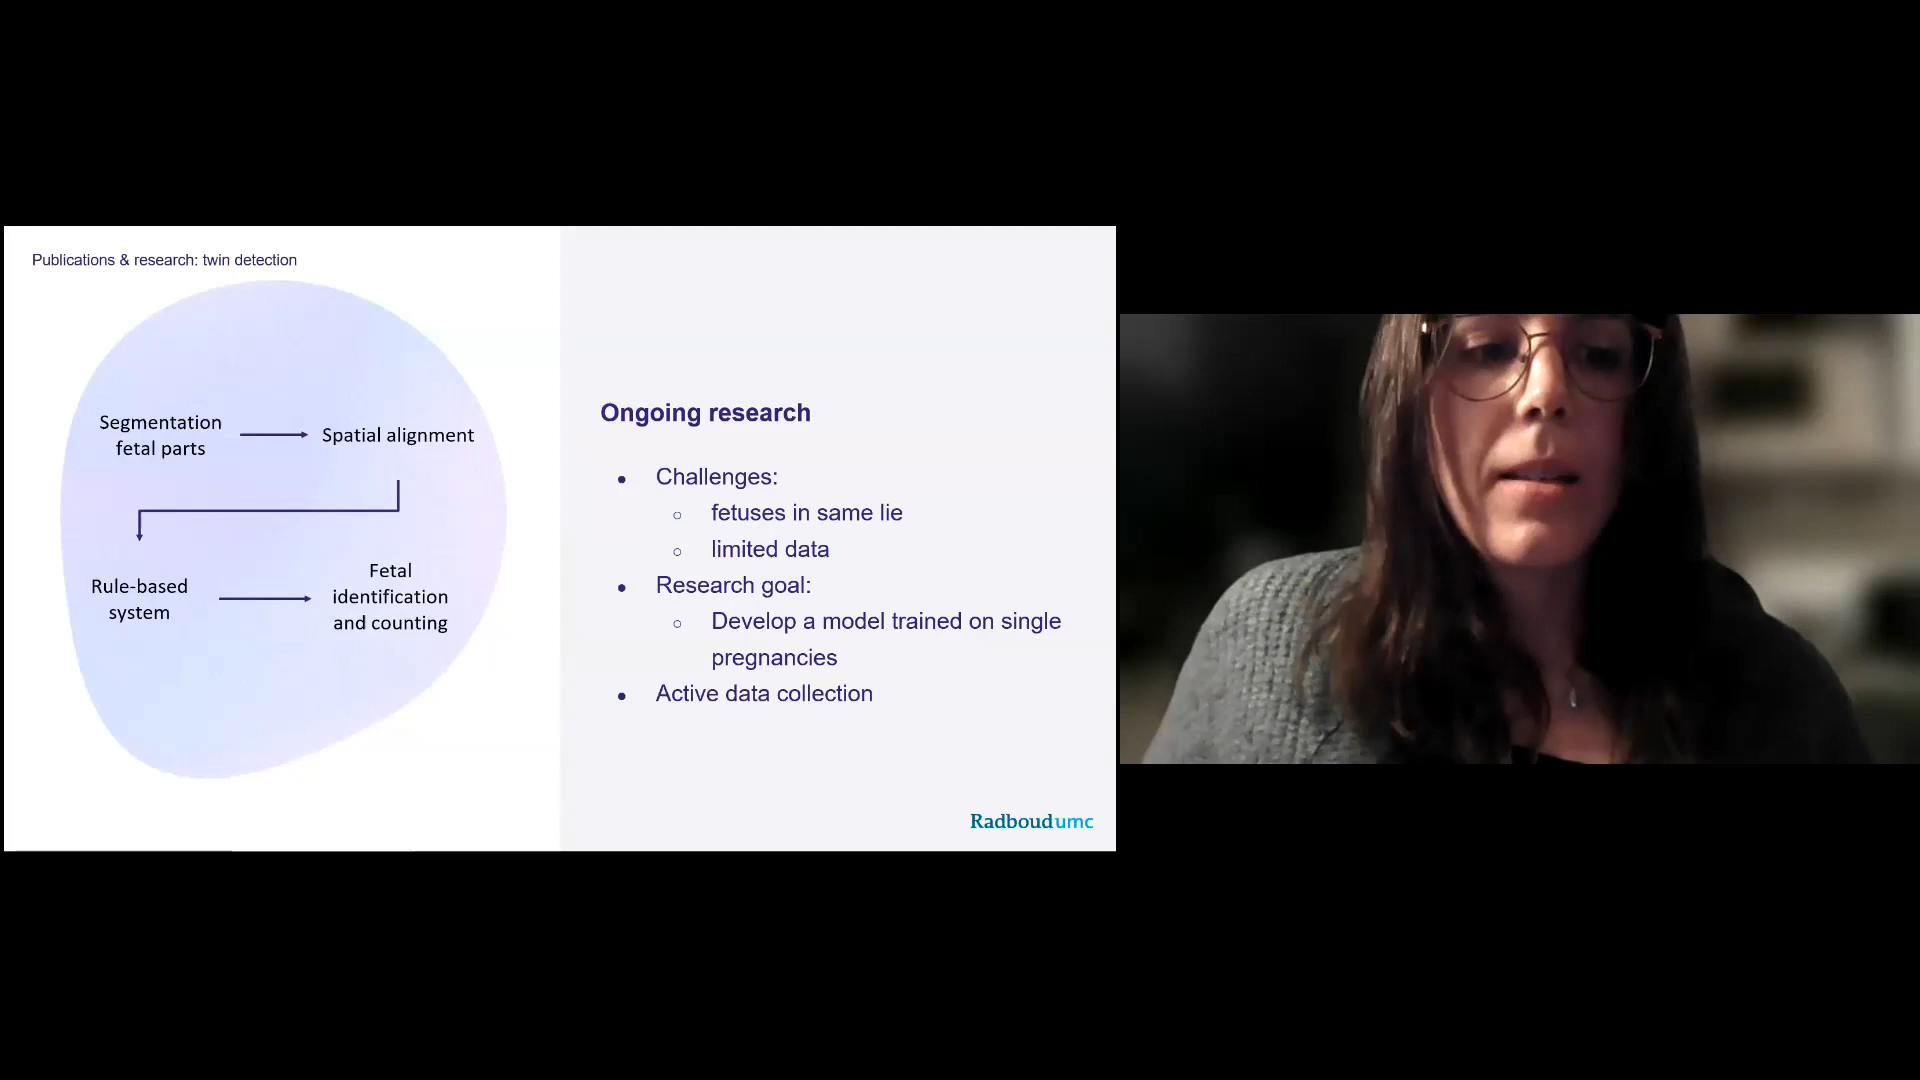 Publications & research: twin detection
Segmentation
fetal parts
Spatial alignment
Rule-based
system
Fetal
identification
and counting
Ongoing research
Challenges:
fetuses in same lie
limited data
Research goal:
Develop a model trained on single
pregnancies
Active data collection
Radboudumc